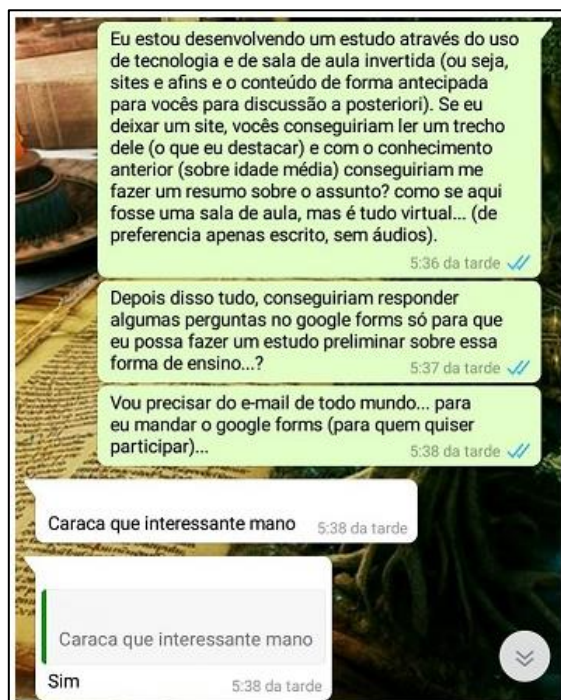 Eu estou desenvolvendo um estudo através do uso
de tecnologia e de sala de aula invertida (ou seja,
sites e afins e o conteúdo de forma antecipada
para vocês para discussão a posteriori). Se eu
deixar um site, vocês conseguiriam ler um trecho
dele (o que eu destacar) e com o conhecimento
anterior (sobre idade média) conseguiriam me
fazer um resumo sobre o assunto? como se aqui
fosse uma sala de aula, mas é tudo virtual... (de
preferencia apenas escrito, sem áudios).
5:36 da tarde
Depois disso tudo, conseguiriam responder
algumas perguntas no google forms só para que
eu possa fazer um estudo preliminar sobre essa
forma de ensino...?
5:37 da tarde
Vou precisar do e-mail de todo mundo... para
eu mandar o google forms (para quem quiser
participar)...
5:38 da tarde
Caraca que interessante mano 5:38 da tarde
Caraca que interessante mano
Sim 5:38 da tarde